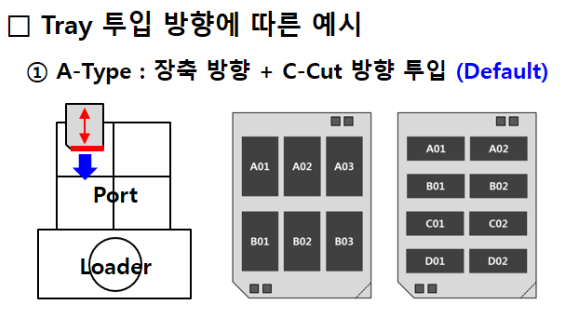 □ Tray 투입 방향에 따른 예시
① A-Type : 장축 방향 + C-Cut 방향 투입 (Default)
Port
Loader
A01 A02 A03
B01 B02 B03
A01 A02
B01 B02
C01 C02
D01 D02